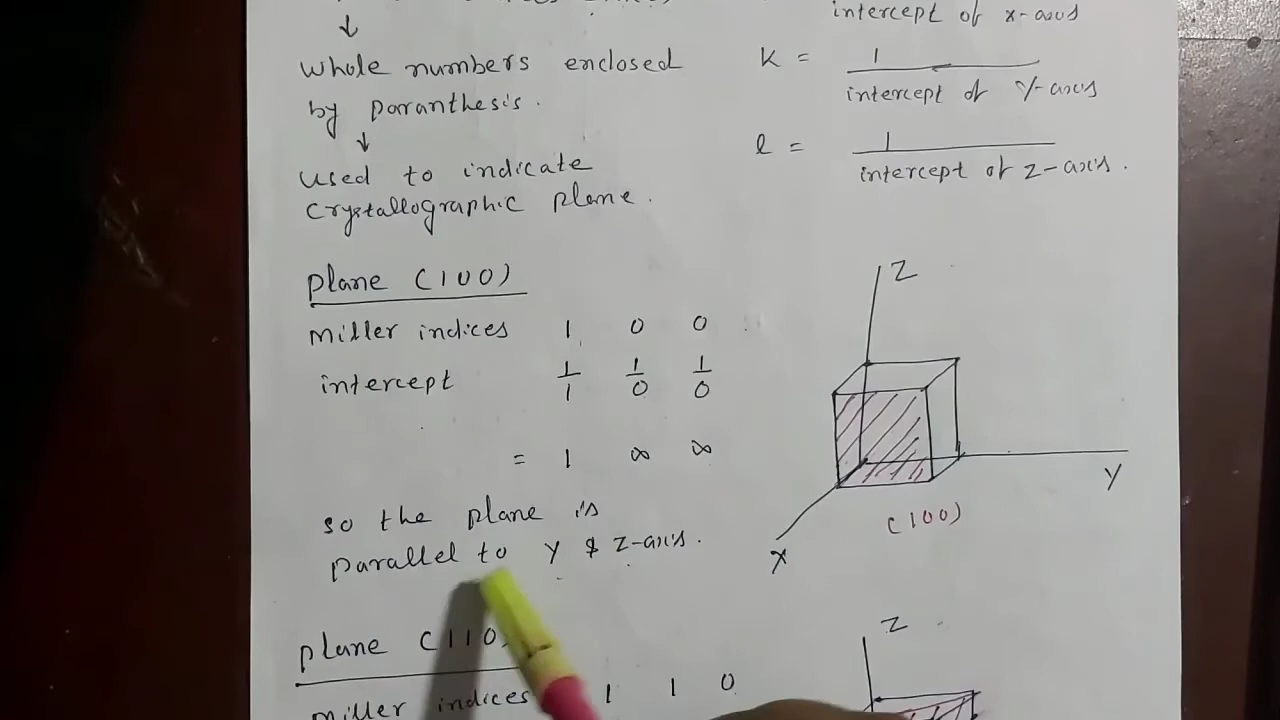 intercept of x-axis
↓
Whole numbers enclosed
by paranthesis.
↓
used to indicate
crystallographic plane.
K = 1
intercept of Y-axis
l = 1
intercept of z-axis.
plane (100)
miller indices 1 0 0
intercept 1/1 1/0 1/0
= 1 ∞ ∞
so the plane is
parallel to Y & Z-axis.
Z
Y
X
(100)
plane (110)
miller indices 1 1 0
Z